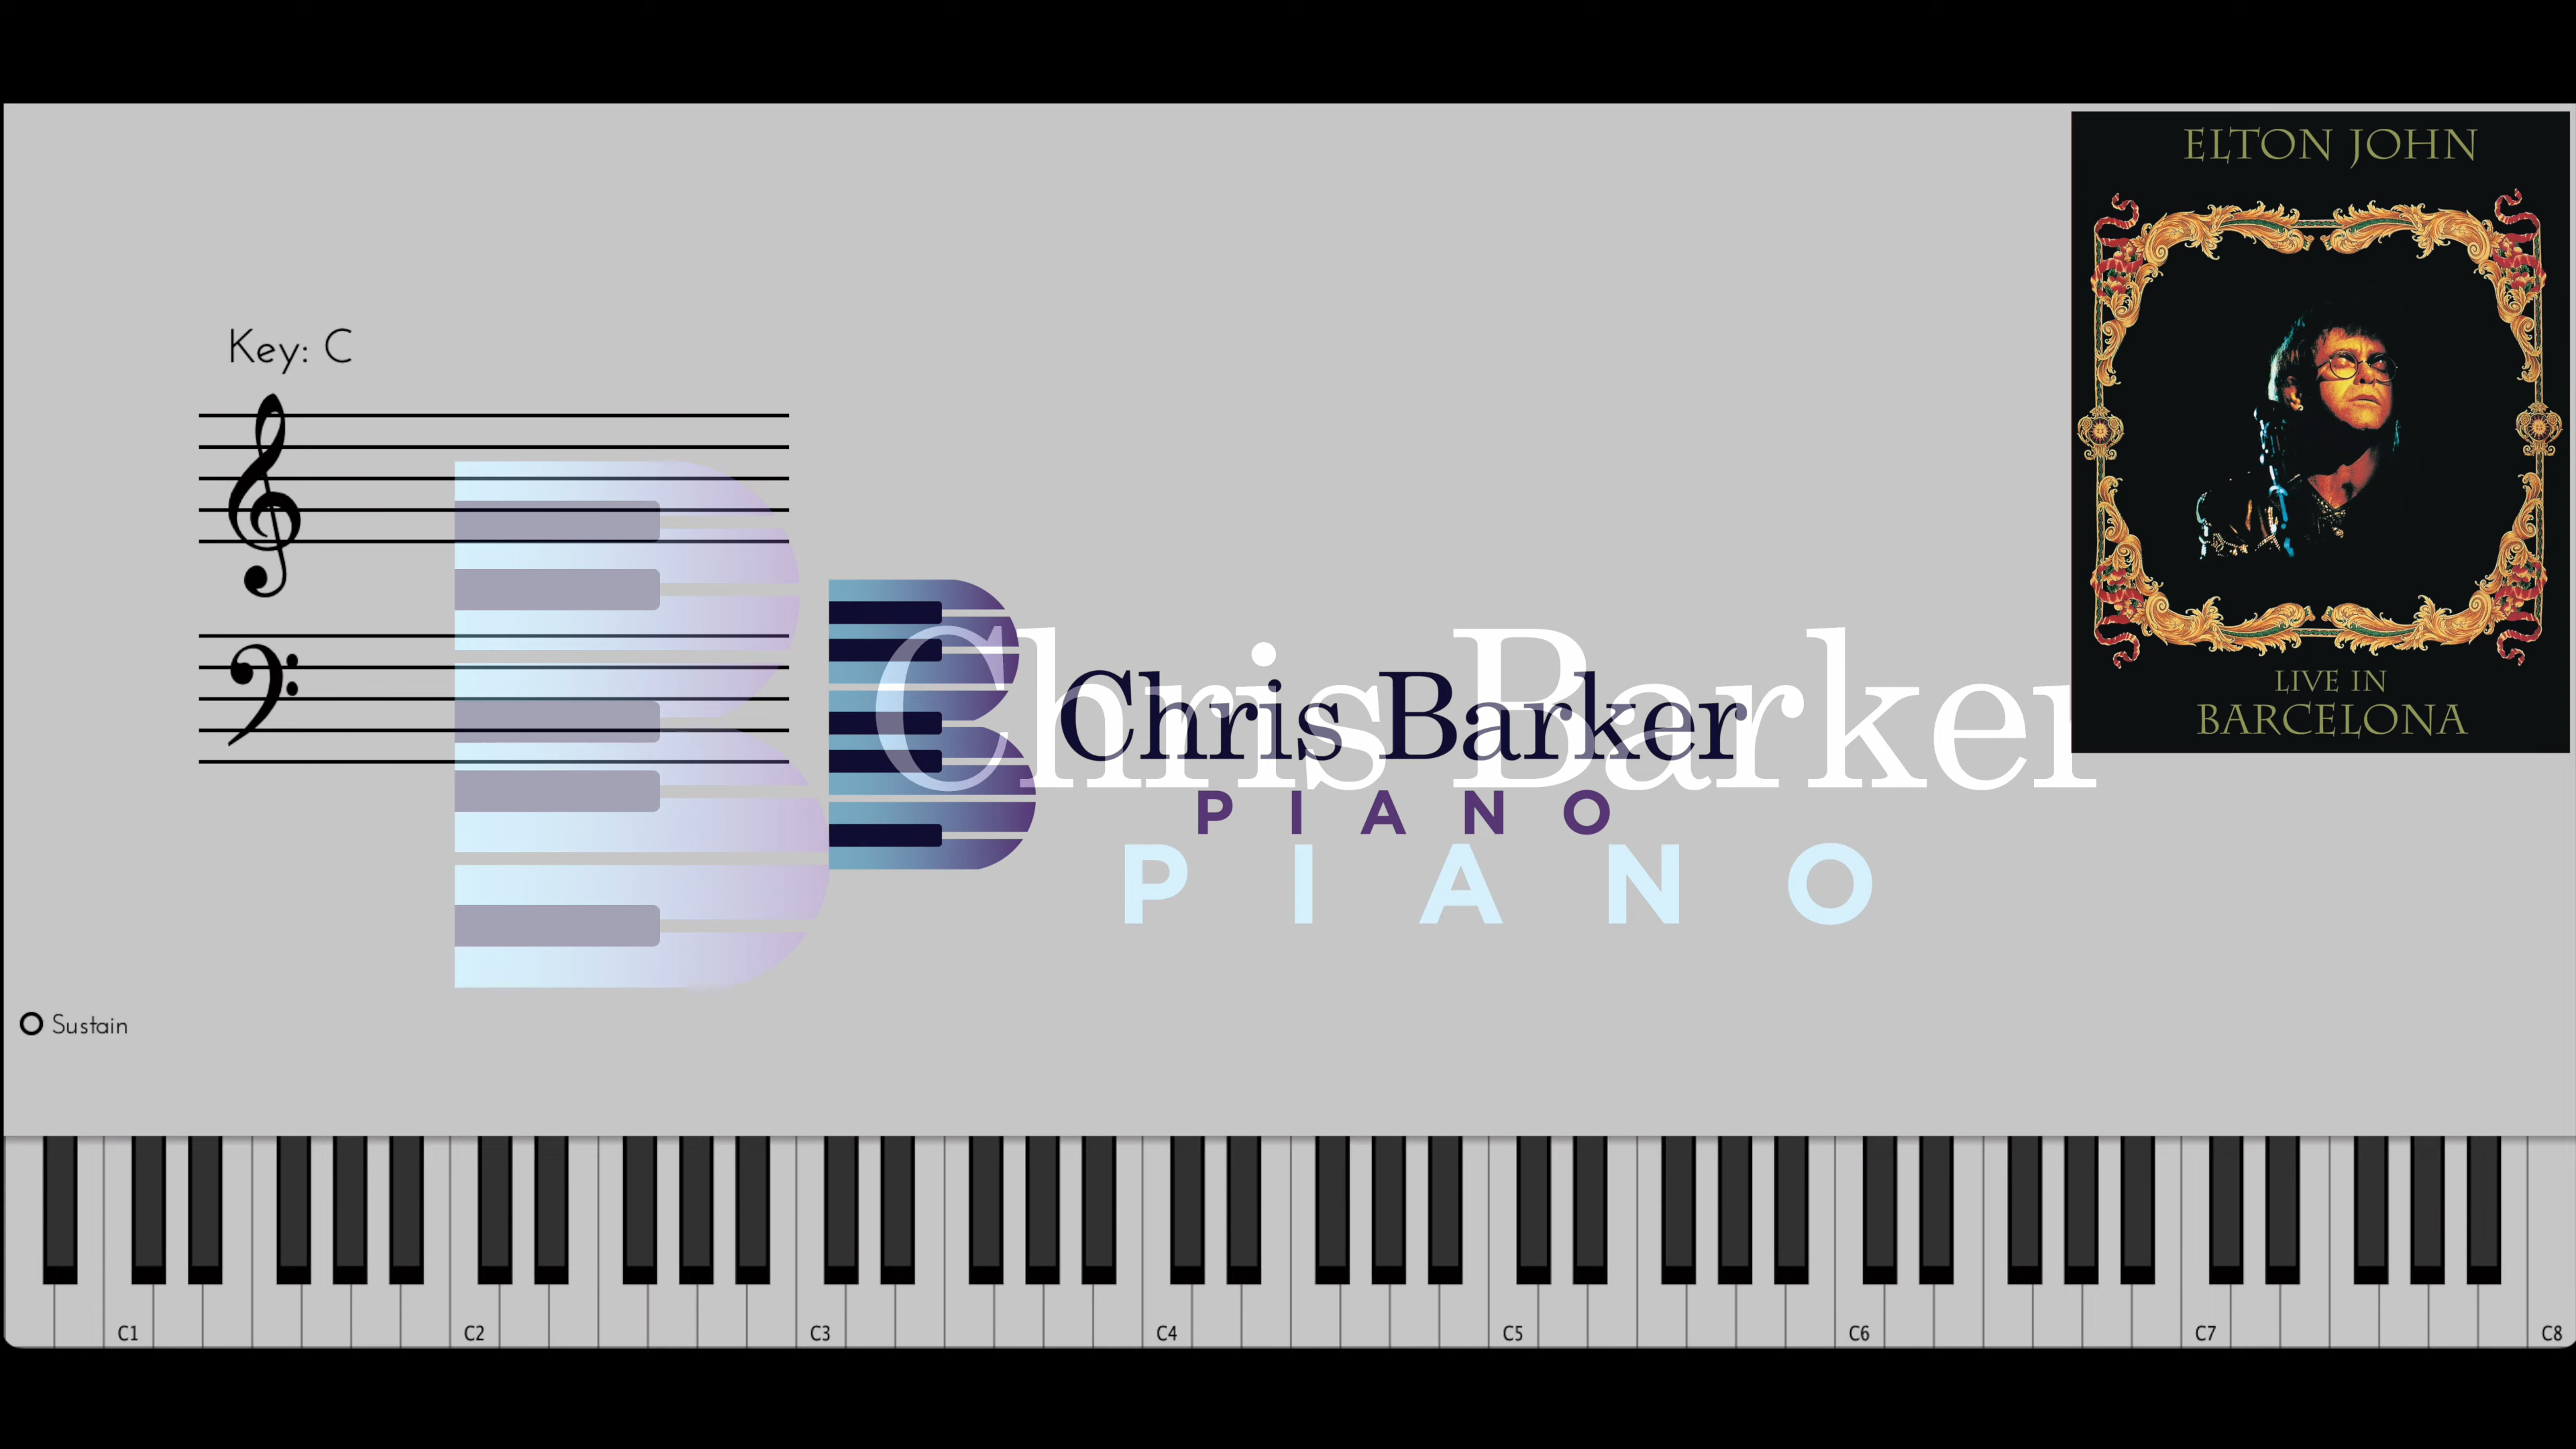 ELTON JOHN
Key: C
Chris Barker
PIANO
Chris Barker
PIANO
LIVE IN
BARCELONA
Sustain
C1 C2 C3 C4 C5 C6 C7 C8